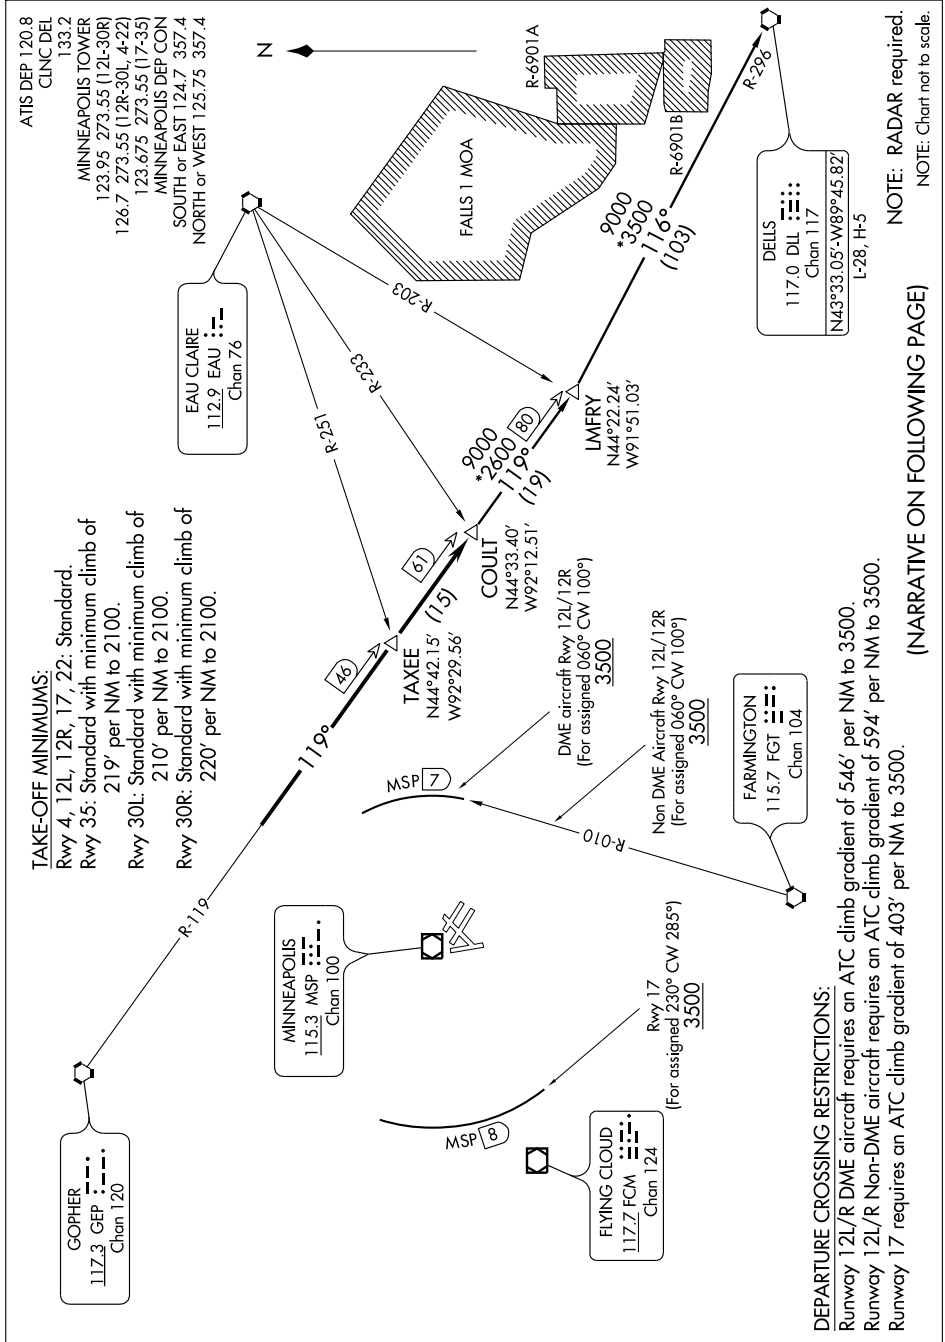 ATIS DEP 120.8
CLNC DEL
133.2
MINNEAPOLIS TOWER
123.95 273.55 (12L-30R)
126.7 273.55 (12R-30L, 4-22)
123.675 273.55 (17-35)
MINNEAPOLIS DEP CON
SOUTH or EAST 124.7 357.4
NORTH or WEST 125.75 357.4
TAKE-OFF MINIMUMS:
Rwy 4, 12L, 12R, 17, 22: Standard.
Rwy 35: Standard with minimum climb of
219' per NM to 2100.
Rwy 30L: Standard with minimum climb of
210' per NM to 2100.
Rwy 30R: Standard with minimum climb of
220' per NM to 2100.
N
R-6901A
R-6901B
FALLS 1 MOA
EAU CLAIRE
112.9 EAU
Chan 76
R-251
R-233
R-203
GOPHER
117.3 GEP
Chan 120
R-119
119°
46
TAXEE
N44°42.15'
W92°29.56'
(15)
61
COULT
N44°33.40'
W92°12.51'
9000
*2600
119°
(19)
80
LMFRY
N44°22.24'
W91°51.03'
9000
*3500
116°
(103)
R-296
DELLS
117.0 DLL
Chan 117
N43°33.05'-W89°45.82'
L-28, H-5
MINNEAPOLIS
115.3 MSP
Chan 100
MSP 7
DME aircraft Rwy 12L/12R
(For assigned 060° CW 100°)
3500
Non DME Aircraft Rwy 12L/12R
(For assigned 060° CW 100°)
3500
R-010
FARMINGTON
115.7 FGT
Chan 104
MSP 8
Rwy 17
(For assigned 230° CW 285°)
3500
FLYING CLOUD
117.7 FCM
Chan 124
DEPARTURE CROSSING RESTRICTIONS:
Runway 12L/R DME aircraft requires an ATC climb gradient of 546' per NM to 3500.
Runway 12L/R Non-DME aircraft requires an ATC climb gradient of 594' per NM to 3500.
Runway 17 requires an ATC climb gradient of 403' per NM to 3500.
NOTE: RADAR required.
NOTE: Chart not to scale.
(NARRATIVE ON FOLLOWING PAGE)